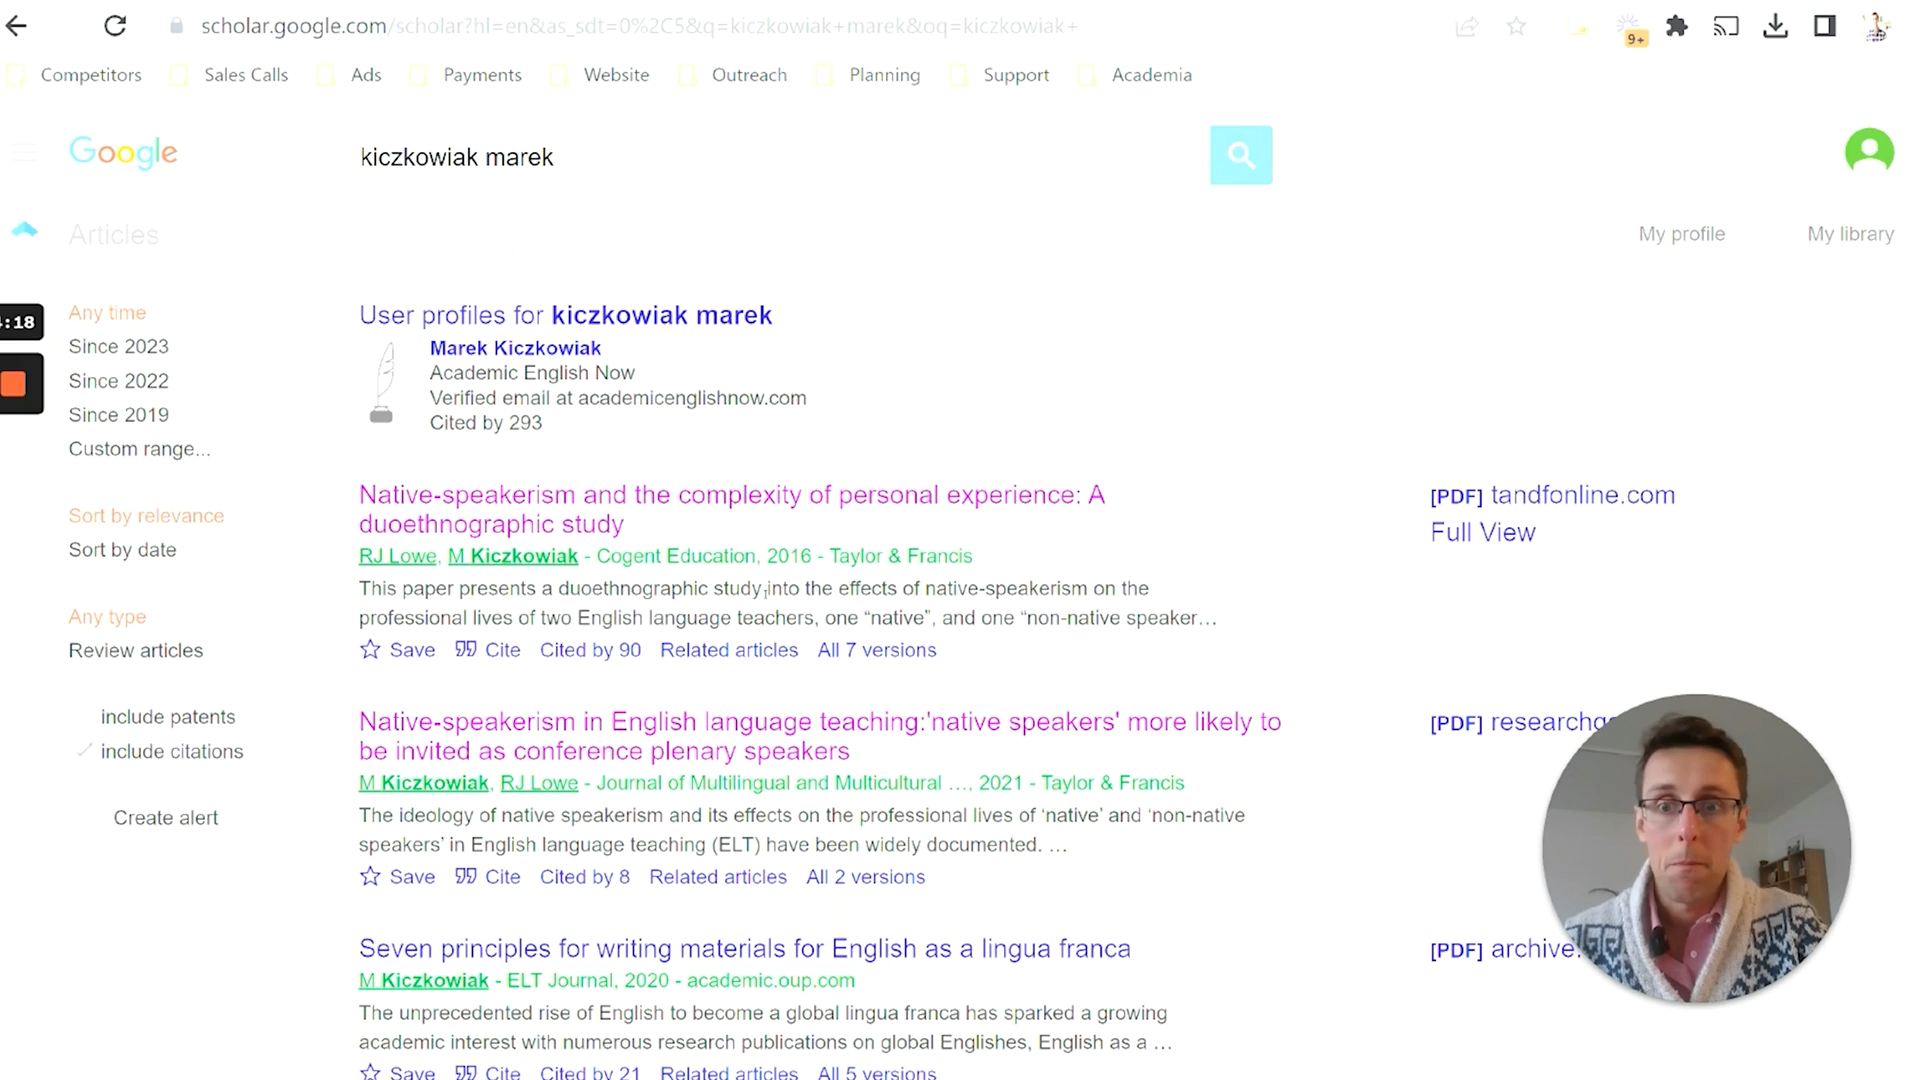 scholar.google.com/scholar?hl=en&as_sdt=0%2C5&q=kiczkowiak+marek&oq=kiczkowiak+
9+
Competitors
Sales Calls
Ads
Payments
Website
Outreach
Planning
Support
Academia
Google
kiczkowiak marek
Articles
My profile
My library
:18
Any time
Since 2023
Since 2022
Since 2019
Custom range...
Sort by relevance
Sort by date
Any type
Review articles
include patents
include citations
Create alert
User profiles for kiczkowiak marek
Marek Kiczkowiak
Academic English Now
Verified email at academicenglishnow.com
Cited by 293
Native-speakerism and the complexity of personal experience: A
duoethnographic study
RJ Lowe, M Kiczkowiak - Cogent Education, 2016 - Taylor & Francis
This paper presents a duoethnographic study into the effects of native-speakerism on the
professional lives of two English language teachers, one “native”, and one “non-native speaker…
Save Cite Cited by 90 Related articles All 7 versions
[PDF] tandfonline.com
Full View
Native-speakerism in English language teaching:'native speakers' more likely to
be invited as conference plenary speakers
M Kiczkowiak, RJ Lowe - Journal of Multilingual and Multicultural …, 2021 - Taylor & Francis
The ideology of native speakerism and its effects on the professional lives of ‘native’ and ‘non-native
speakers’ in English language teaching (ELT) have been widely documented. …
Save Cite Cited by 8 Related articles All 2 versions
[PDF]
Seven principles for writing materials for English as a lingua franca
M Kiczkowiak - ELT Journal, 2020 - academic.oup.com
The unprecedented rise of English to become a global lingua franca has sparked a growing
academic interest with numerous research publications on global Englishes, English as a …
Save Cite Cited by 21 Related articles All 5 versions
[PDF] archive.